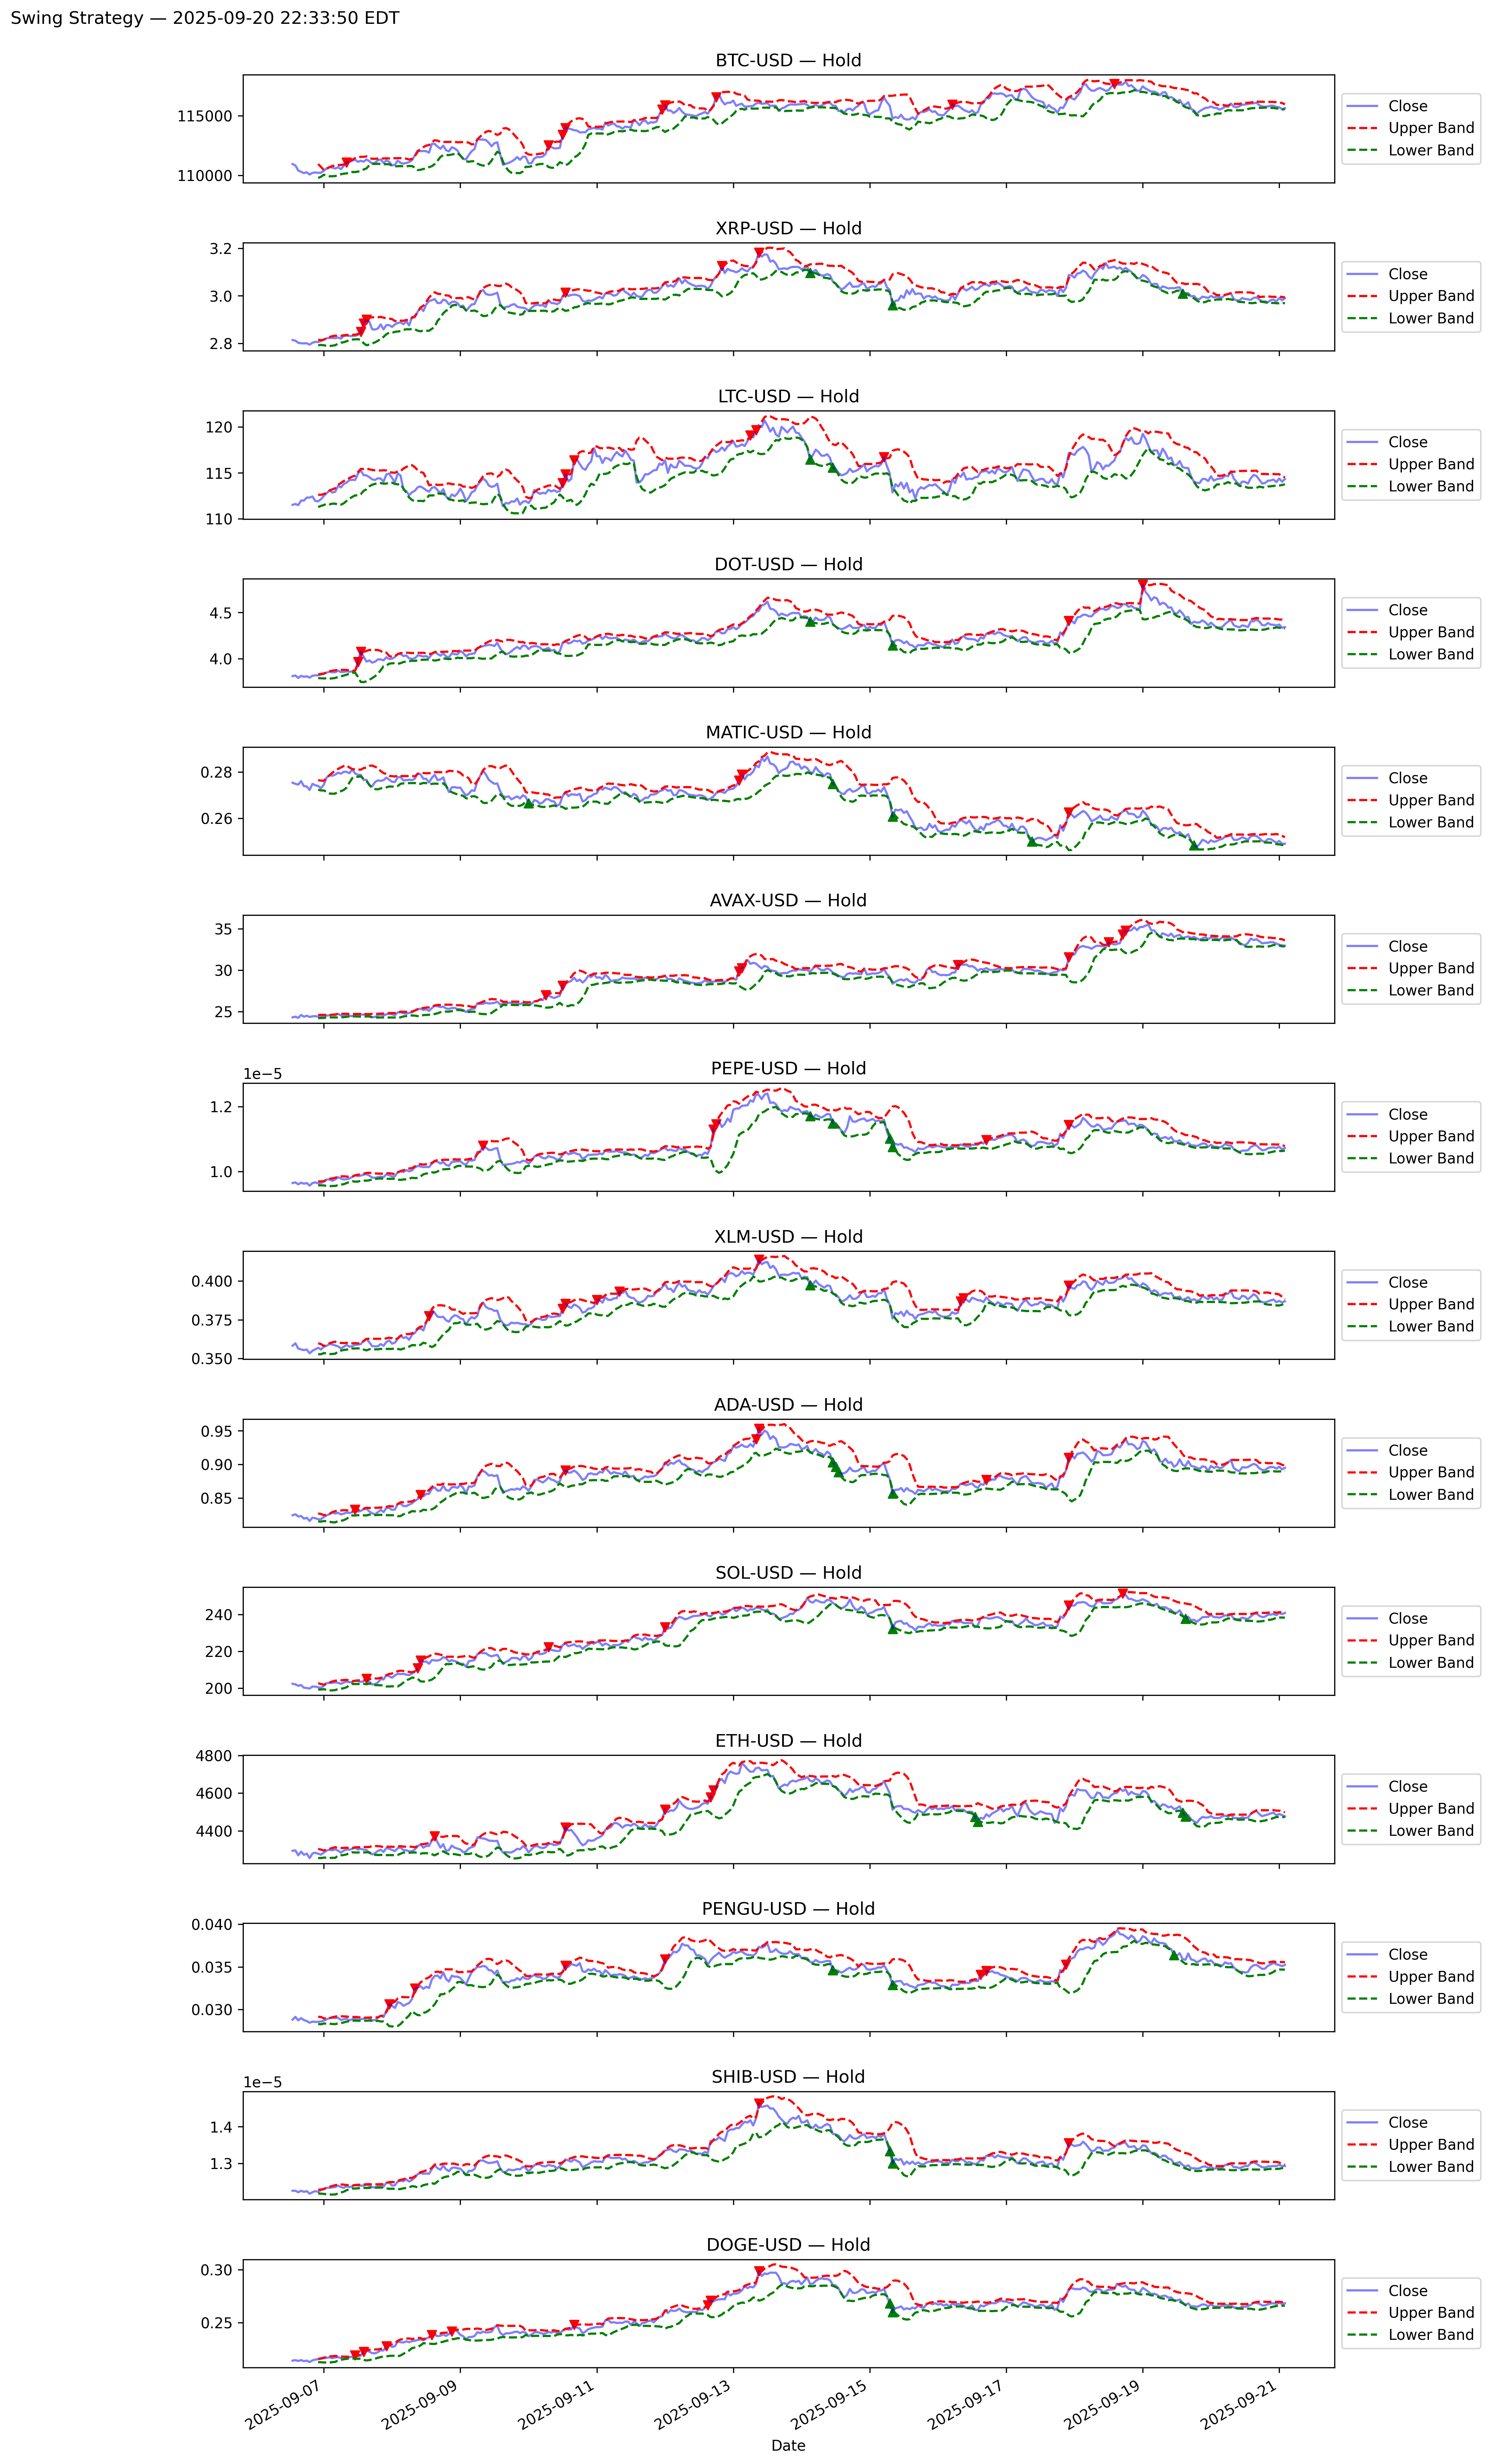 Swing Strategy — 2025-09-20 22:33:50 EDT
BTC-USD — Hold
115000
110000
Close
Upper Band
Lower Band
XRP-USD — Hold
3.2
3.0
2.8
Close
Upper Band
Lower Band
LTC-USD — Hold
120
115
110
Close
Upper Band
Lower Band
DOT-USD — Hold
4.5
4.0
Close
Upper Band
Lower Band
MATIC-USD — Hold
0.28
0.26
Close
Upper Band
Lower Band
AVAX-USD — Hold
35
30
25
Close
Upper Band
Lower Band
PEPE-USD — Hold
1e−5
1.2
1.0
Close
Upper Band
Lower Band
XLM-USD — Hold
0.400
0.375
0.350
Close
Upper Band
Lower Band
ADA-USD — Hold
0.95
0.90
0.85
Close
Upper Band
Lower Band
SOL-USD — Hold
240
220
200
Close
Upper Band
Lower Band
ETH-USD — Hold
4800
4600
4400
Close
Upper Band
Lower Band
PENGU-USD — Hold
0.040
0.035
0.030
Close
Upper Band
Lower Band
SHIB-USD — Hold
1e−5
1.4
1.3
Close
Upper Band
Lower Band
DOGE-USD — Hold
0.30
0.25
Close
Upper Band
Lower Band
2025-09-07
2025-09-09
2025-09-11
2025-09-13
2025-09-15
2025-09-17
2025-09-19
2025-09-21
Date